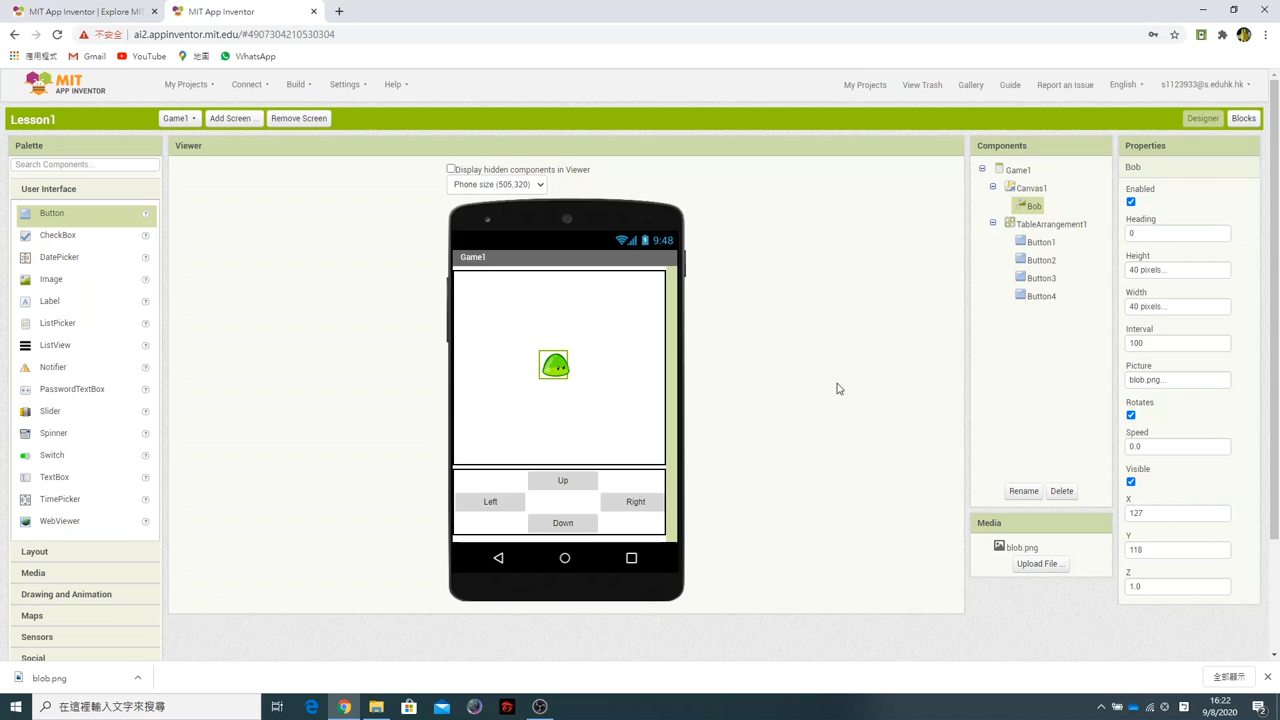 MIT App Inventor | Explore MIT
MIT App Inventor
不安全
ai2.appinventor.mit.edu/#4907304210530304
應用程式
Gmail
YouTube
地圖
WhatsApp
MIT
APP INVENTOR
My Projects
Connect
Build
Settings
Help
My Projects
View Trash
Gallery
Guide
Report an Issue
English
s1123933@s.eduhk.hk
Lesson1
Game1
Add Screen ...
Remove Screen
Designer
Blocks
Palette
Search Components...
User Interface
Button
CheckBox
DatePicker
Image
Label
ListPicker
ListView
Notifier
PasswordTextBox
Slider
Spinner
Switch
TextBox
TimePicker
WebViewer
Layout
Media
Drawing and Animation
Maps
Sensors
Social
Viewer
Display hidden components in Viewer
Phone size (505,320)
9:48
Game1
Up
Left
Right
Down
Components
Game1
Canvas1
Bob
TableArrangement1
Button1
Button2
Button3
Button4
Rename
Delete
Media
blob.png
Upload File ...
Properties
Bob
Enabled
Heading
0
Height
40 pixels...
Width
40 pixels...
Interval
100
Picture
blob.png...
Rotates
Speed
0.0
Visible
X
127
Y
118
Z
1.0
blob.png
全部顯示
在這裡輸入文字來搜尋
16:22
9/8/2020
2